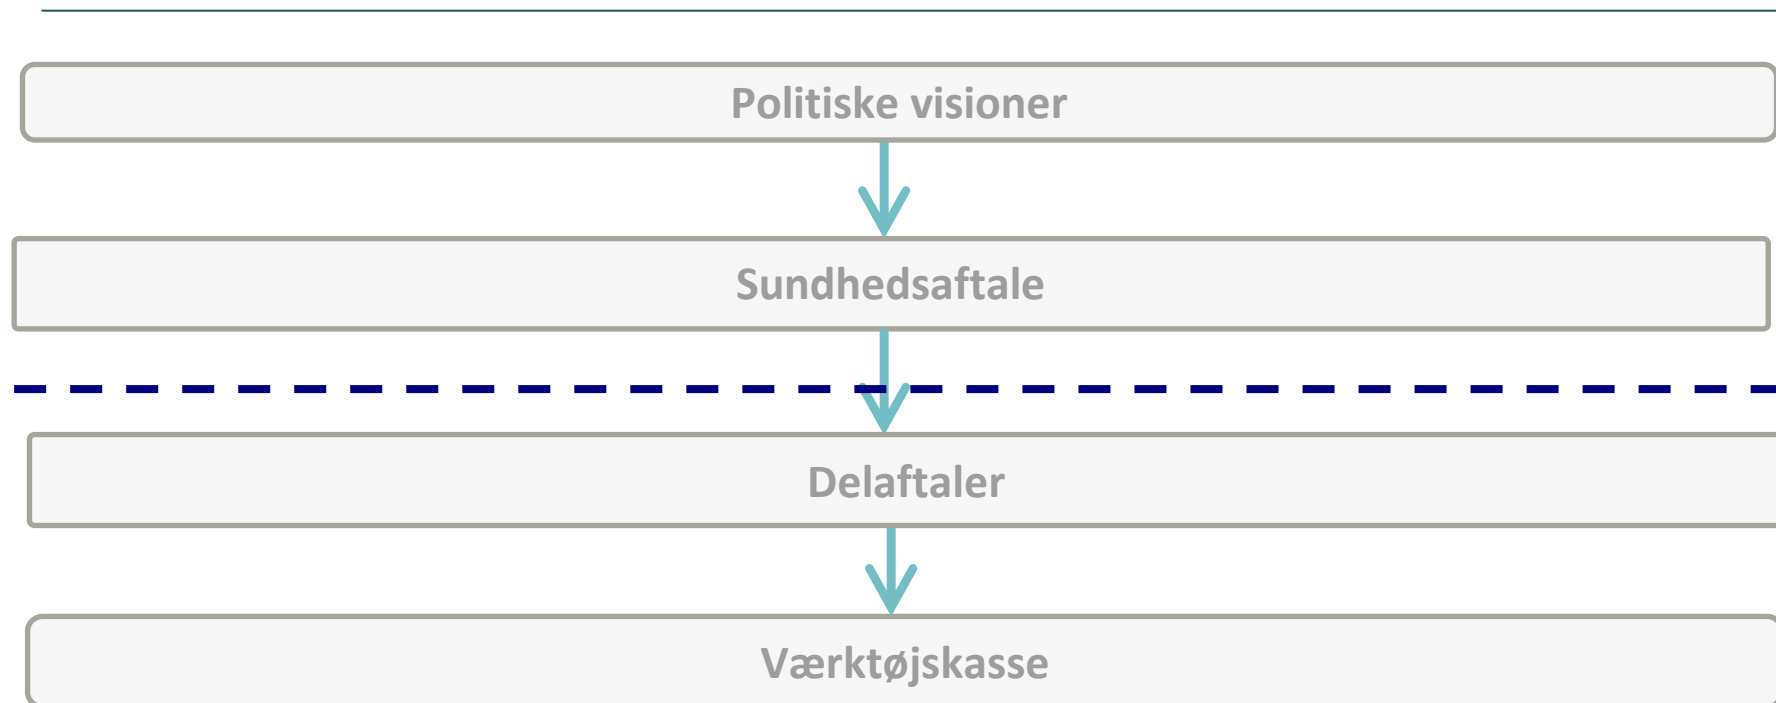 Politiske visioner
Sundhedsaftale
Delaftaler
Værktøjskasse